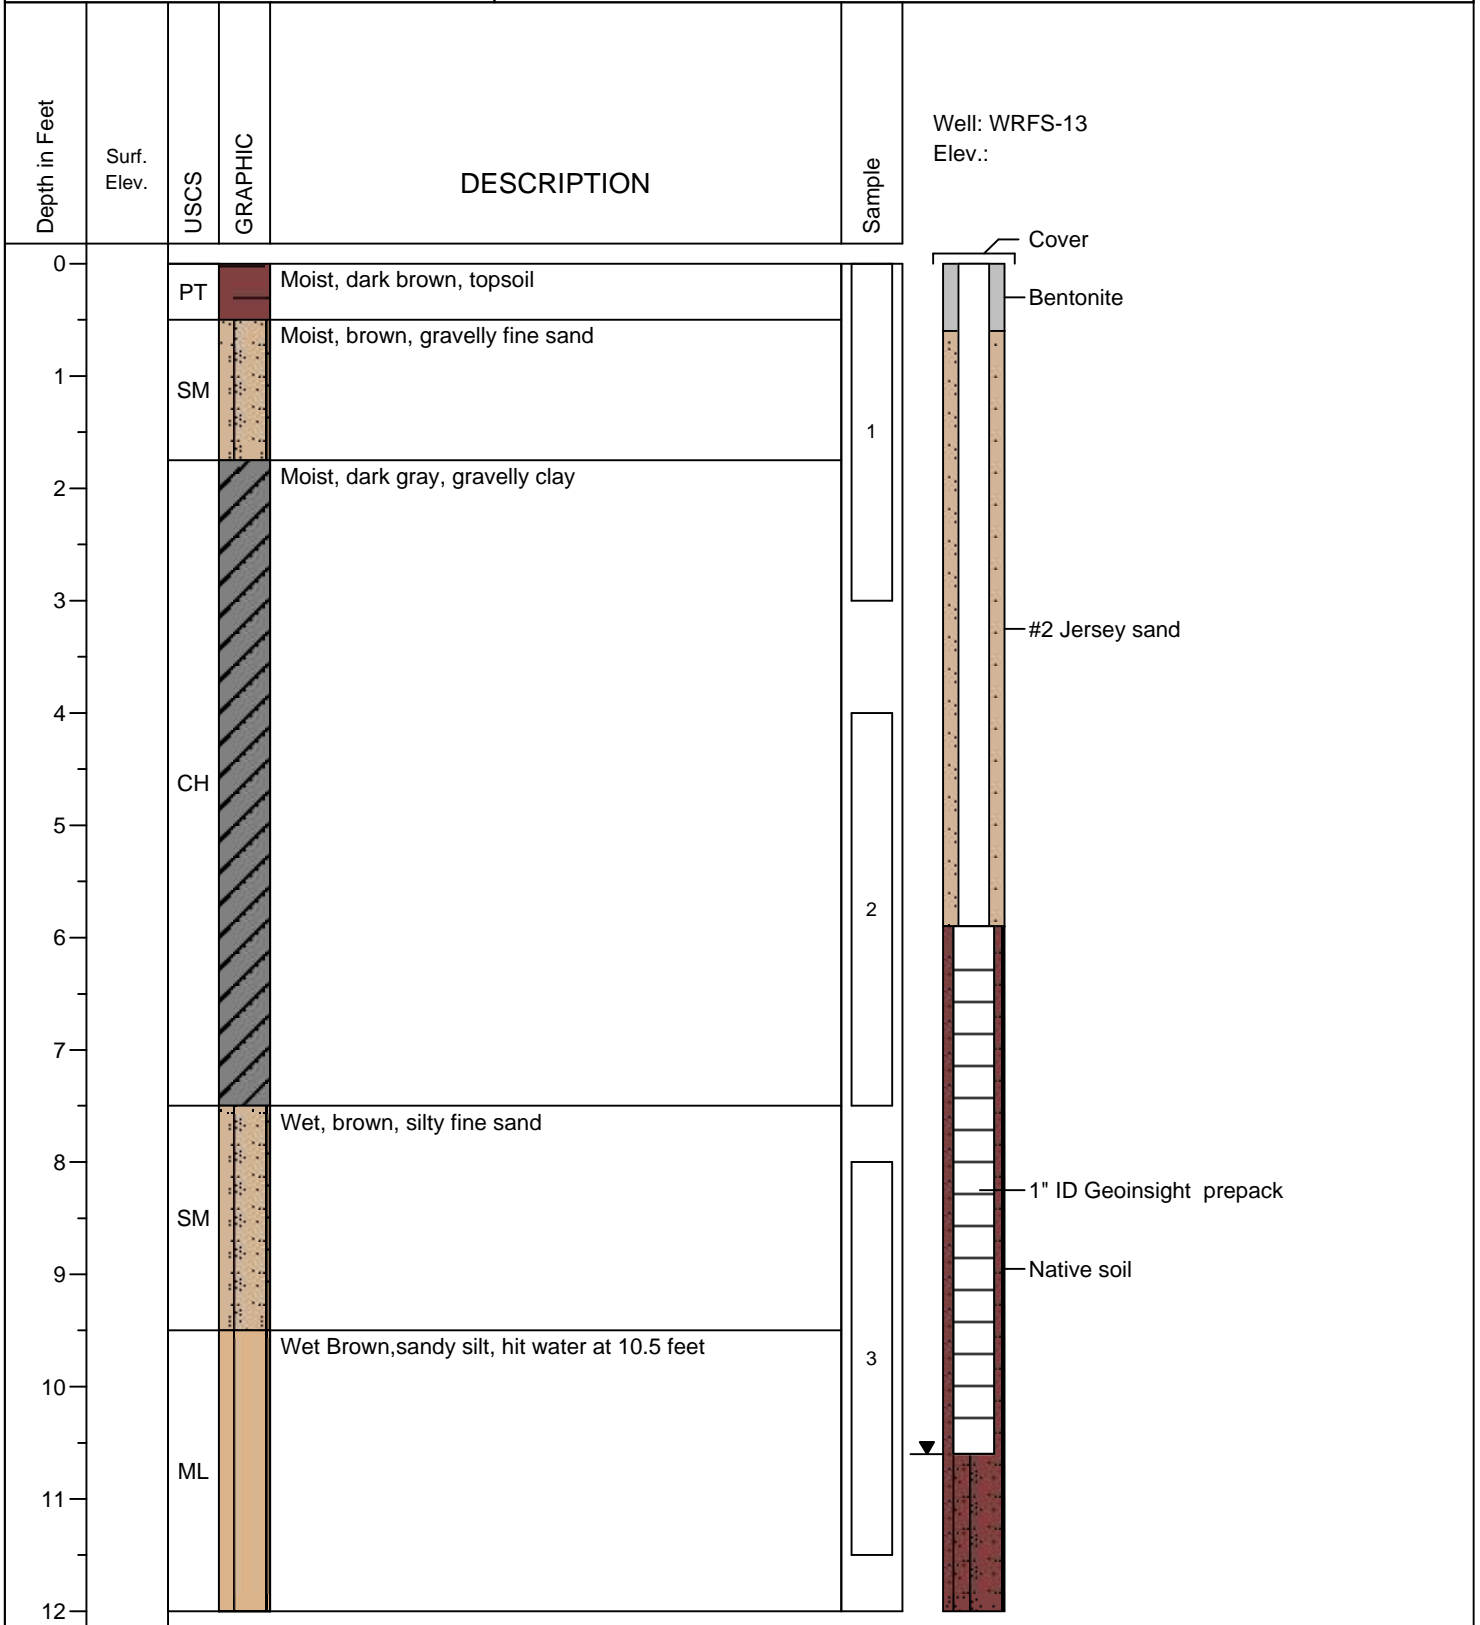 Depth in Feet
Surf.
Elev.
USCS
GRAPHIC
DESCRIPTION
Sample
Well: WRFS-13
Elev.:
Cover
0
PT
Moist, dark brown, topsoil
Bentonite
Moist, brown, gravelly fine sand
1
SM
1
Moist, dark gray, gravelly clay
2
3
#2 Jersey sand
4
CH
5
2
6
7
Wet, brown, silty fine sand
8
1" ID Geoinsight prepack
SM
9
Native soil
Wet Brown,sandy silt, hit water at 10.5 feet
3
10
ML
11
12